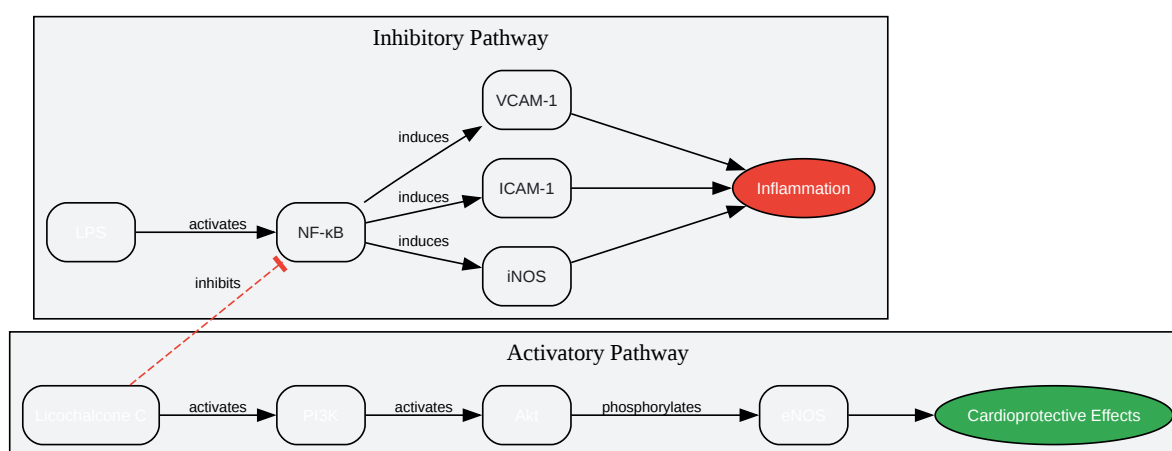 Inhibitory Pathway
VCAM-1
induces
ICAM-1
induces
Inflammation
LPS
activates
NF-κB
induces
iNOS
inhibits
Activatory Pathway
Licochalcone C
activates
PI3K
activates
Akt
phosphorylates
eNOS
Cardioprotective Effects